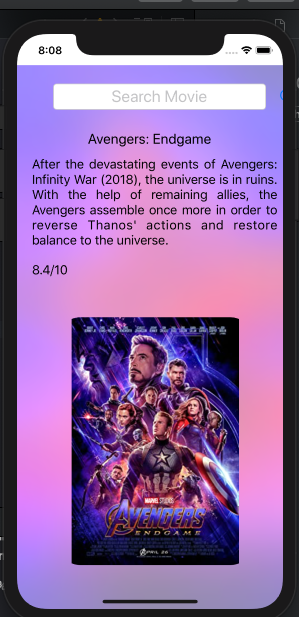 8:08
Search Movie
Avengers: Endgame
After the devastating events of Avengers:
Infinity War (2018), the universe is in ruins.
With the help of remaining allies, the
Avengers assemble once more in order to
reverse Thanos' actions and restore
balance to the universe.
8.4/10
MARVEL STUDIOS
AVENGERS
ENDGAME
APRIL 26